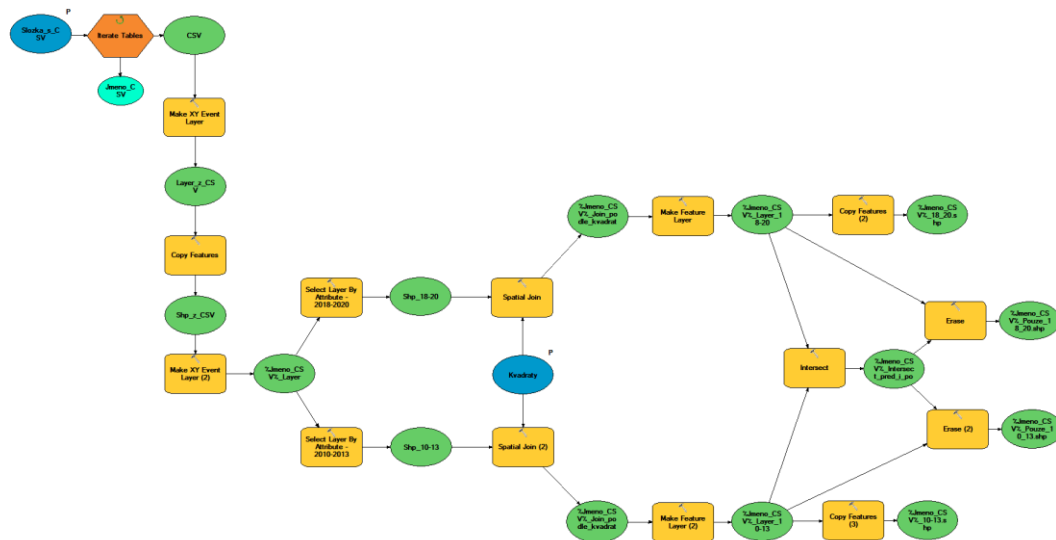 P
Slozka_s_C
SV
Iterate Tables
CSV
Jmeno_C
SV
Make XY Event
Layer
Layer_z_CS
V
Copy Features
Shp_z_CSV
Make XY Event
Layer (2)
%Jmeno_CS
V%_Layer
Select Layer By
Attribute -
2018-2020
Shp_18-20
Spatial Join
%Jmeno_CS
V%_Join_po
dle_kvadrat
Make Feature
Layer
%Jmeno_CS
V%_Layer_1
8-20
Copy Features
(2)
%Jmeno_CS
V%_18_20.s
hp
P
Kvadraty
Intersect
%Jmeno_CS
V%_Intersec
t_pred_i_po
Erase
%Jmeno_CS
V%_Pouze_1
8_20.shp
Erase (2)
%Jmeno_CS
V%_Pouze_1
0_13.shp
Select Layer By
Attribute -
2010-2013
Shp_10-13
Spatial Join (2)
%Jmeno_CS
V%_Join_po
dle_kvadrat
Make Feature
Layer (2)
%Jmeno_CS
V%_Layer_1
0-13
Copy Features
(3)
%Jmeno_CS
V%_10-13.s
hp